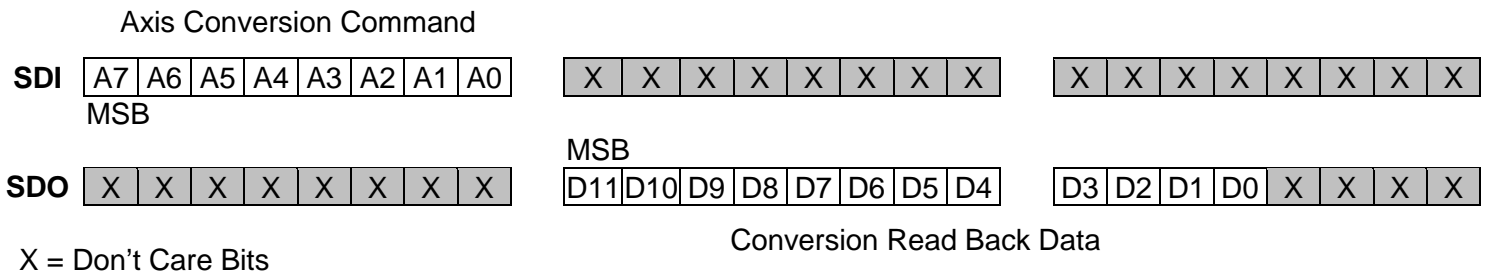 Axis Conversion Command
SDI A7 A6 A5 A4 A3 A2 A1 A0 X X X X X X X X X X X X X X X X
MSB
MSB
SDO X X X X X X X X D11 D10 D9 D8 D7 D6 D5 D4 D3 D2 D1 D0 X X X X
Conversion Read Back Data
X = Don't Care Bits